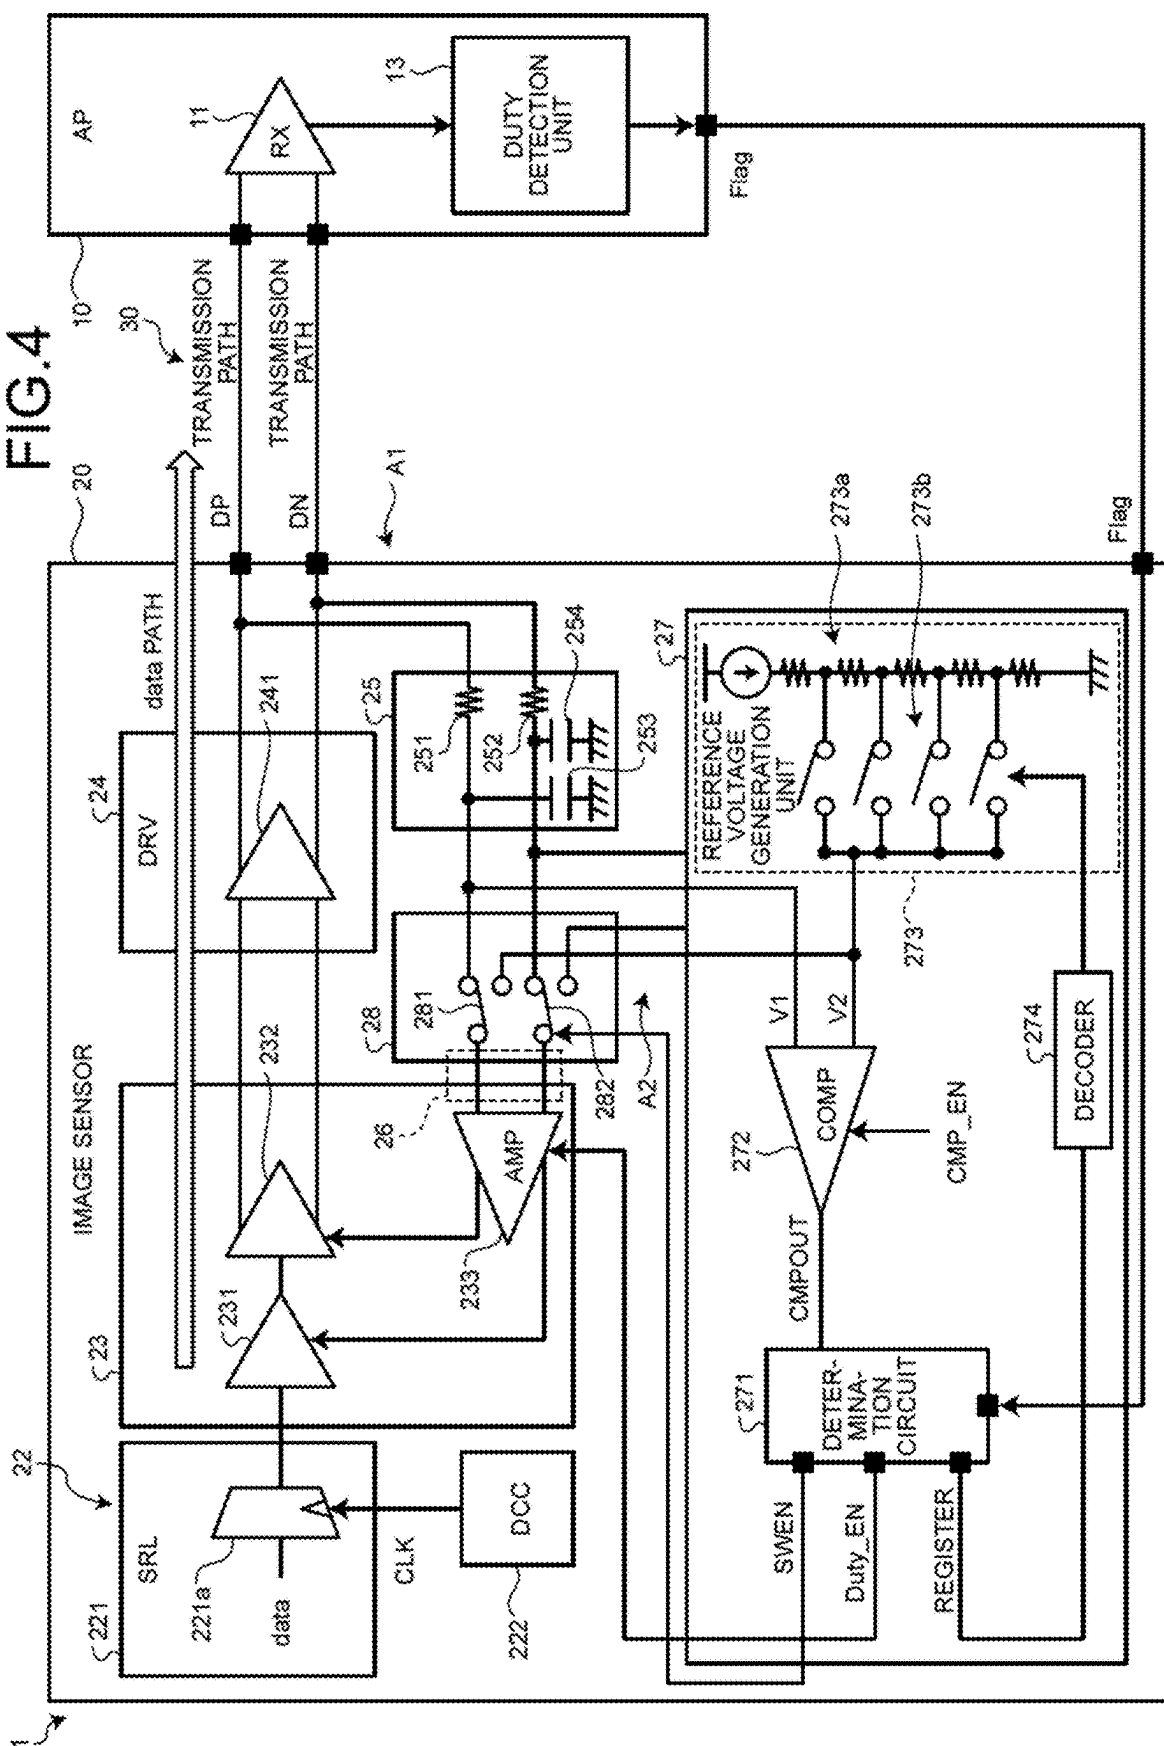 FIG.4
1
IMAGE SENSOR
20
10
AP
22
221
SRL
221a
data
CLK
DCC
222
23
231
232
AMP
233
26
data PATH
24
DRV
241
DP
DN
30
TRANSMISSION
PATH
TRANSMISSION
PATH
11
RX
13
DUTY
DETECTION
UNIT
Flag
A1
25
251
252
253
254
28
281
282
A2
27
REFERENCE
VOLTAGE
GENERATION
UNIT
273a
273b
273
V1
V2
COMP
272
CMP_EN
CMPOUT
274
DECODER
271
DETER-
MINA-
TION
CIRCUIT
SWEN
Duty_EN
REGISTER
Flag